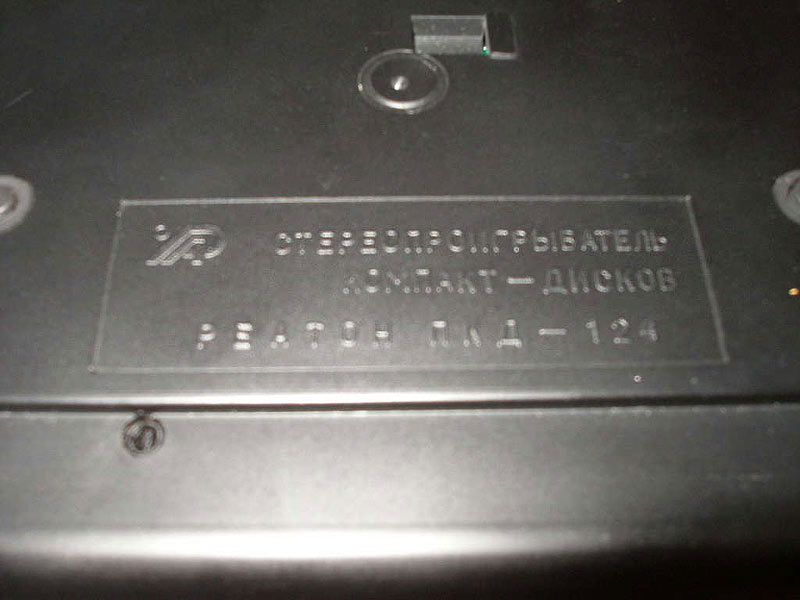 СТЕРЕОПРОИГРЫВАТЕЛЬ
КОМПАКТ – ДИСКОВ
РЕАТОН ПКД – 124